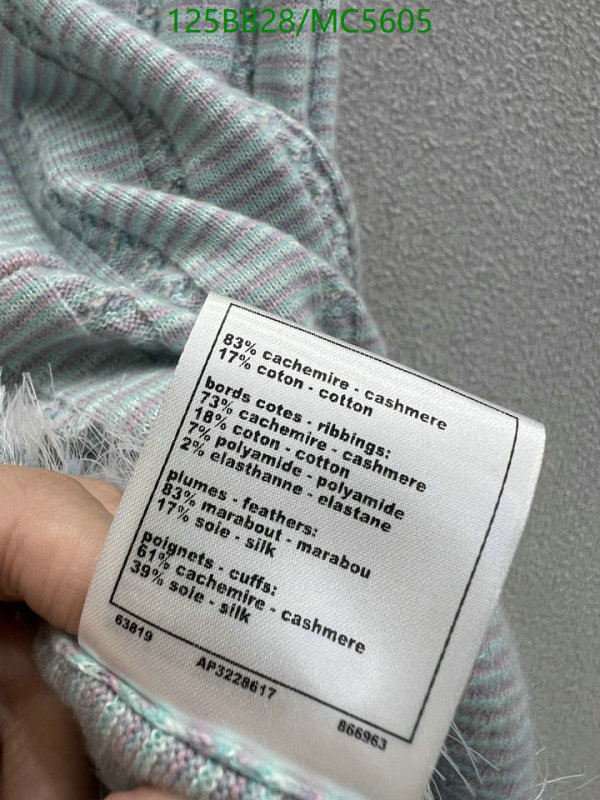 125BB28/MC5605
83% cachemire - cashmere
17% coton - cotton
bords cotes - ribbings:
73% cachemire - cashmere
18% coton - cotton
7% polyamide - polyamide
2% elasthanne - elastane
plumes - feathers:
83% marabout - marabou
17% soie - silk
poignets - cuffs:
61% cachemire - cashmere
39% soie - silk
63819
AP3228617
866963